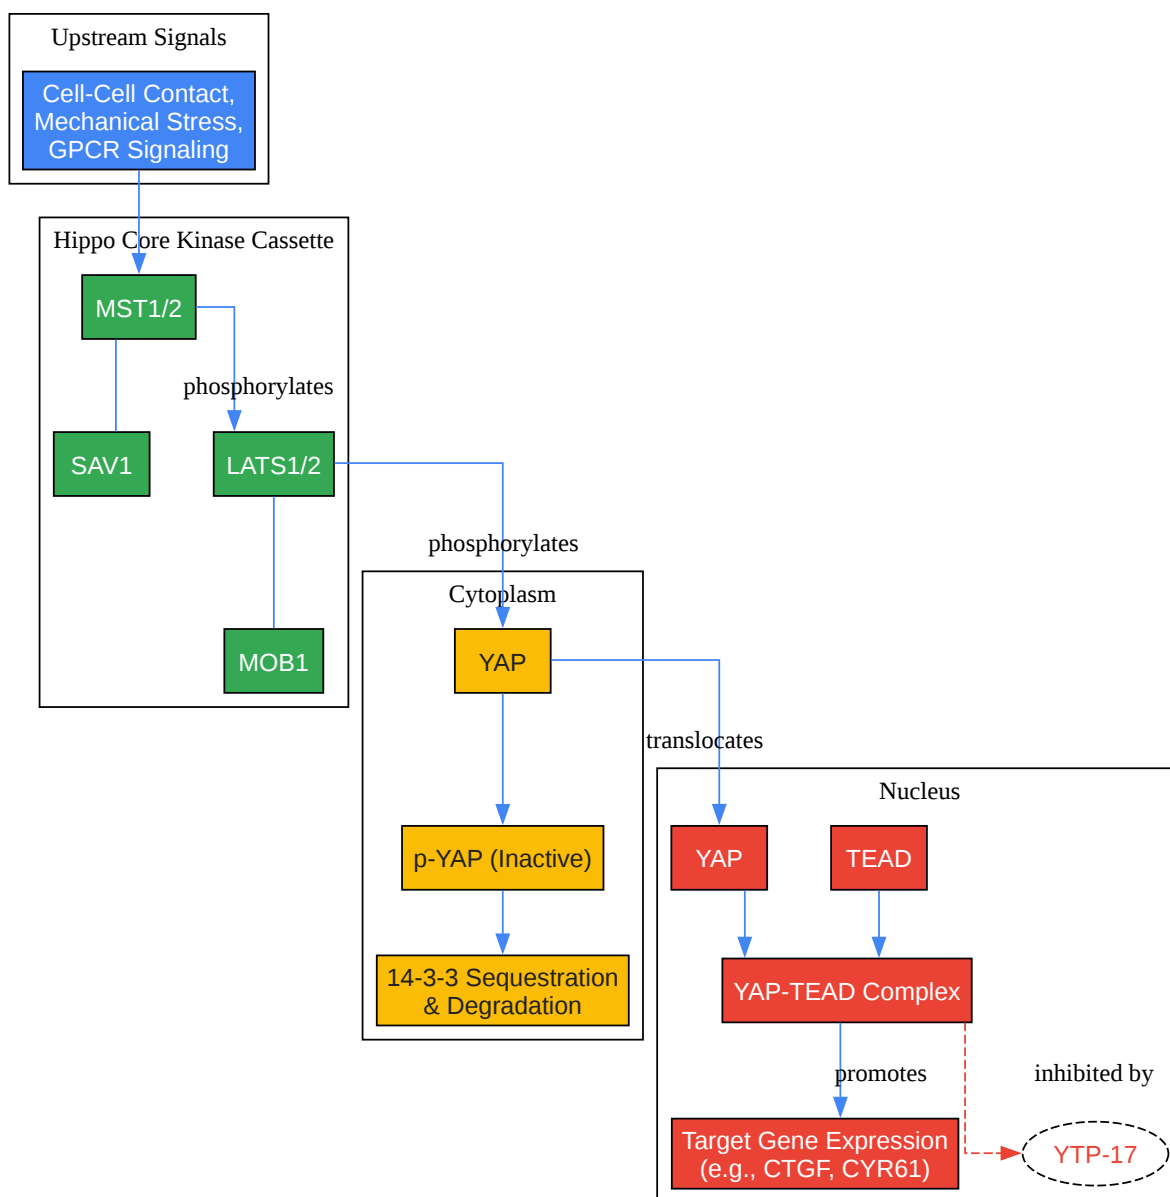 Upstream Signals
Cell-Cell Contact,
Mechanical Stress,
GPCR Signaling
Hippo Core Kinase Cassette
MST1/2
phosphorylates
SAV1
LATS1/2
MOB1
phosphorylates
Cytoplasm
YAP
p-YAP (Inactive)
14-3-3 Sequestration
& Degradation
translocates
Nucleus
YAP
TEAD
YAP-TEAD Complex
promotes
inhibited by
Target Gene Expression
(e.g., CTGF, CYR61)
YTP-17